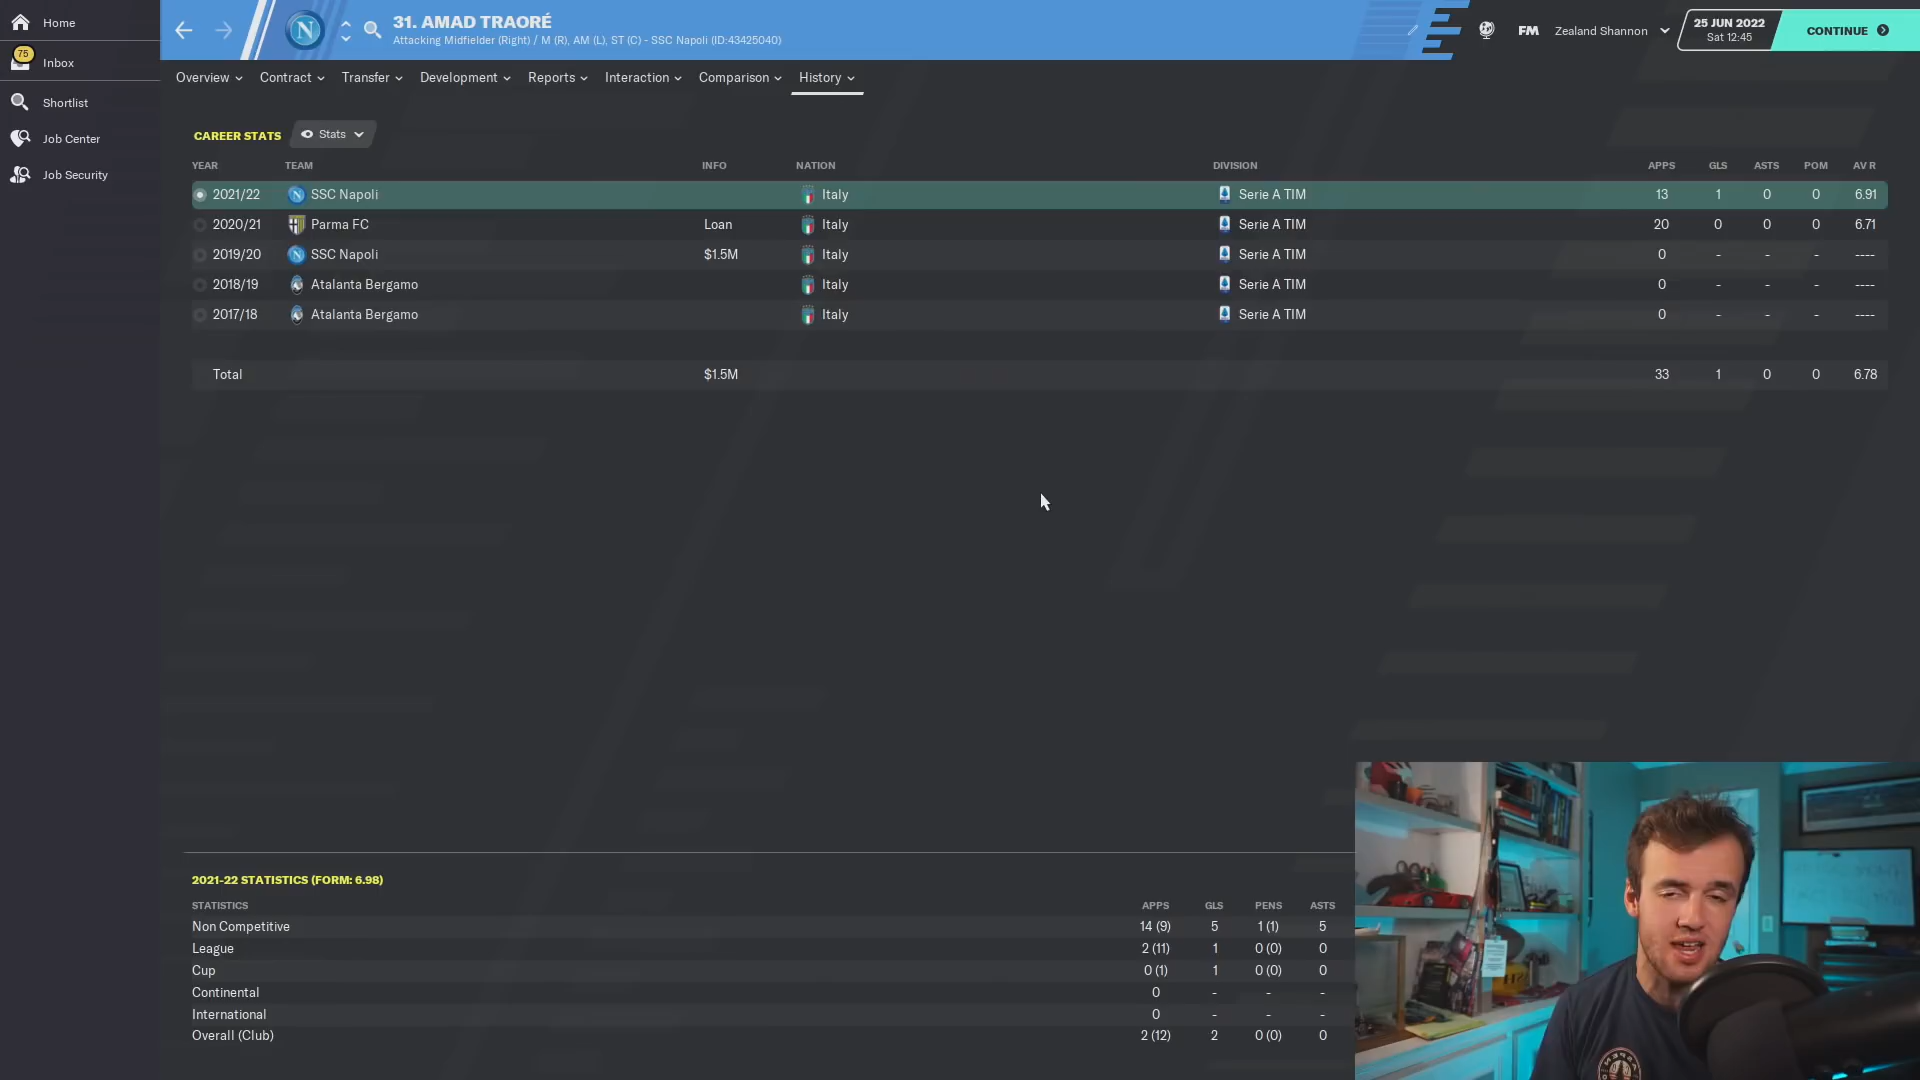 Home
75
Inbox
Shortlist
Job Center
Job Security
N
31. AMAD TRAORÉ
Attacking Midfielder (Right) / M (R), AM (L), ST (C) - SSC Napoli (ID:43425040)
FM
Zealand Shannon
25 JUN 2022
Sat 12:45
CONTINUE
Overview Contract Transfer Development Reports Interaction Comparison History
CAREER STATS Stats
YEAR TEAM INFO NATION DIVISION APPS GLS ASTS POM AV R
2021/22 SSC Napoli Italy Serie A TIM 13 1 0 0 6.91
2020/21 Parma FC Loan Italy Serie A TIM 20 0 0 0 6.71
2019/20 SSC Napoli $1.5M Italy Serie A TIM 0 - - - ----
2018/19 Atalanta Bergamo Italy Serie A TIM 0 - - - ----
2017/18 Atalanta Bergamo Italy Serie A TIM 0 - - - ----
Total $1.5M 33 1 0 0 6.78
2021-22 STATISTICS (FORM: 6.98)
STATISTICS APPS GLS PENS ASTS
Non Competitive 14 (9) 5 1 (1) 5
League 2 (11) 1 0 (0) 0
Cup 0 (1) 1 0 (0) 0
Continental 0 - - -
International 0 - - -
Overall (Club) 2 (12) 2 0 (0) 0